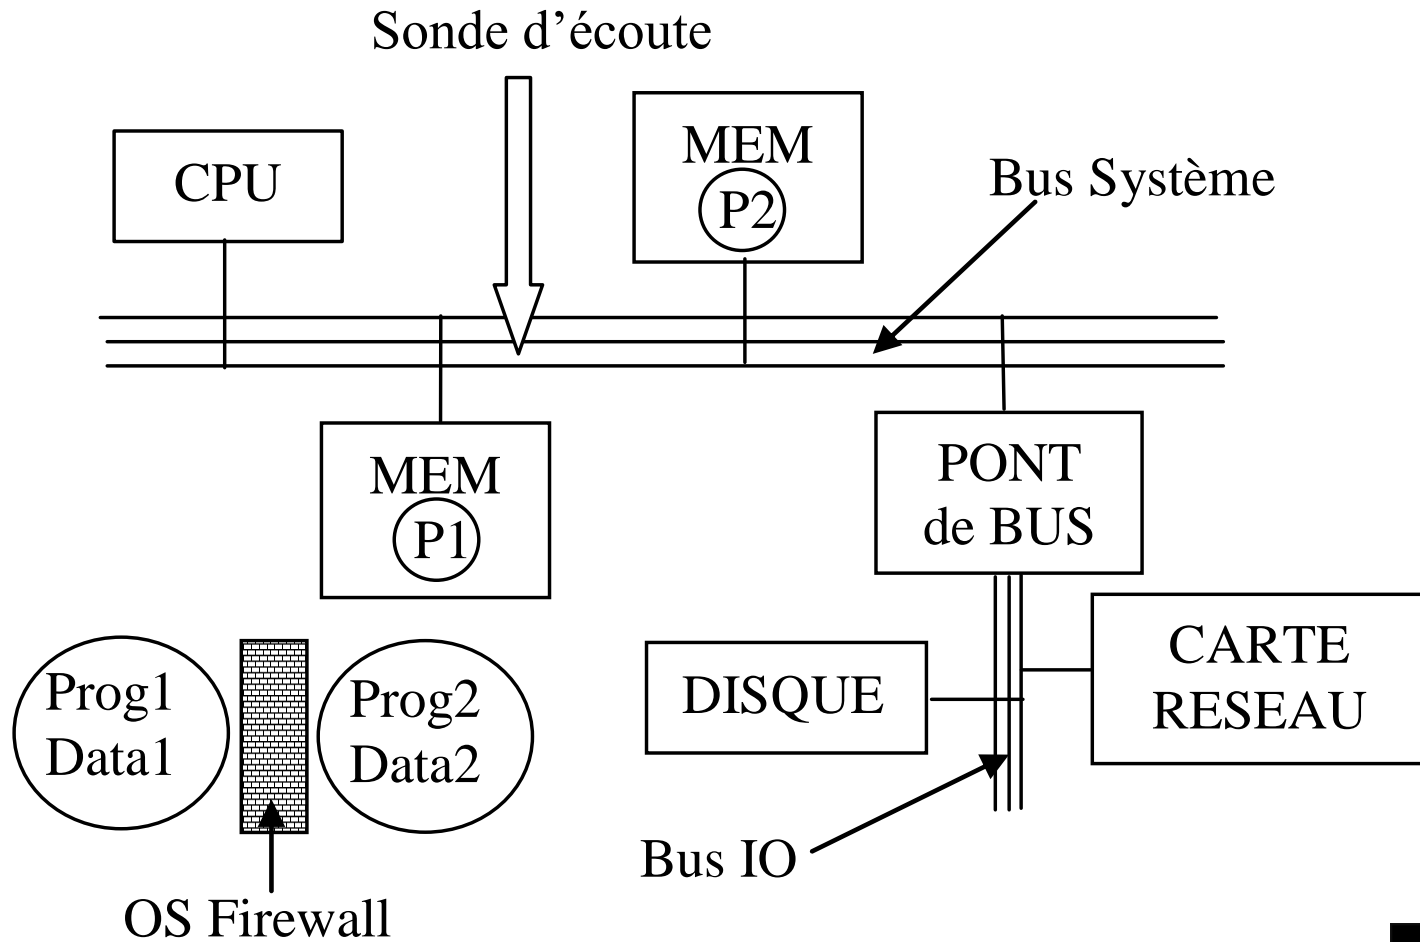 Sonde d'écoute
CPU
MEM
P2
Bus Système
MEM
P1
PONT
de BUS
Prog1
Data1
Prog2
Data2
DISQUE
CARTE
RESEAU
Bus IO
OS Firewall